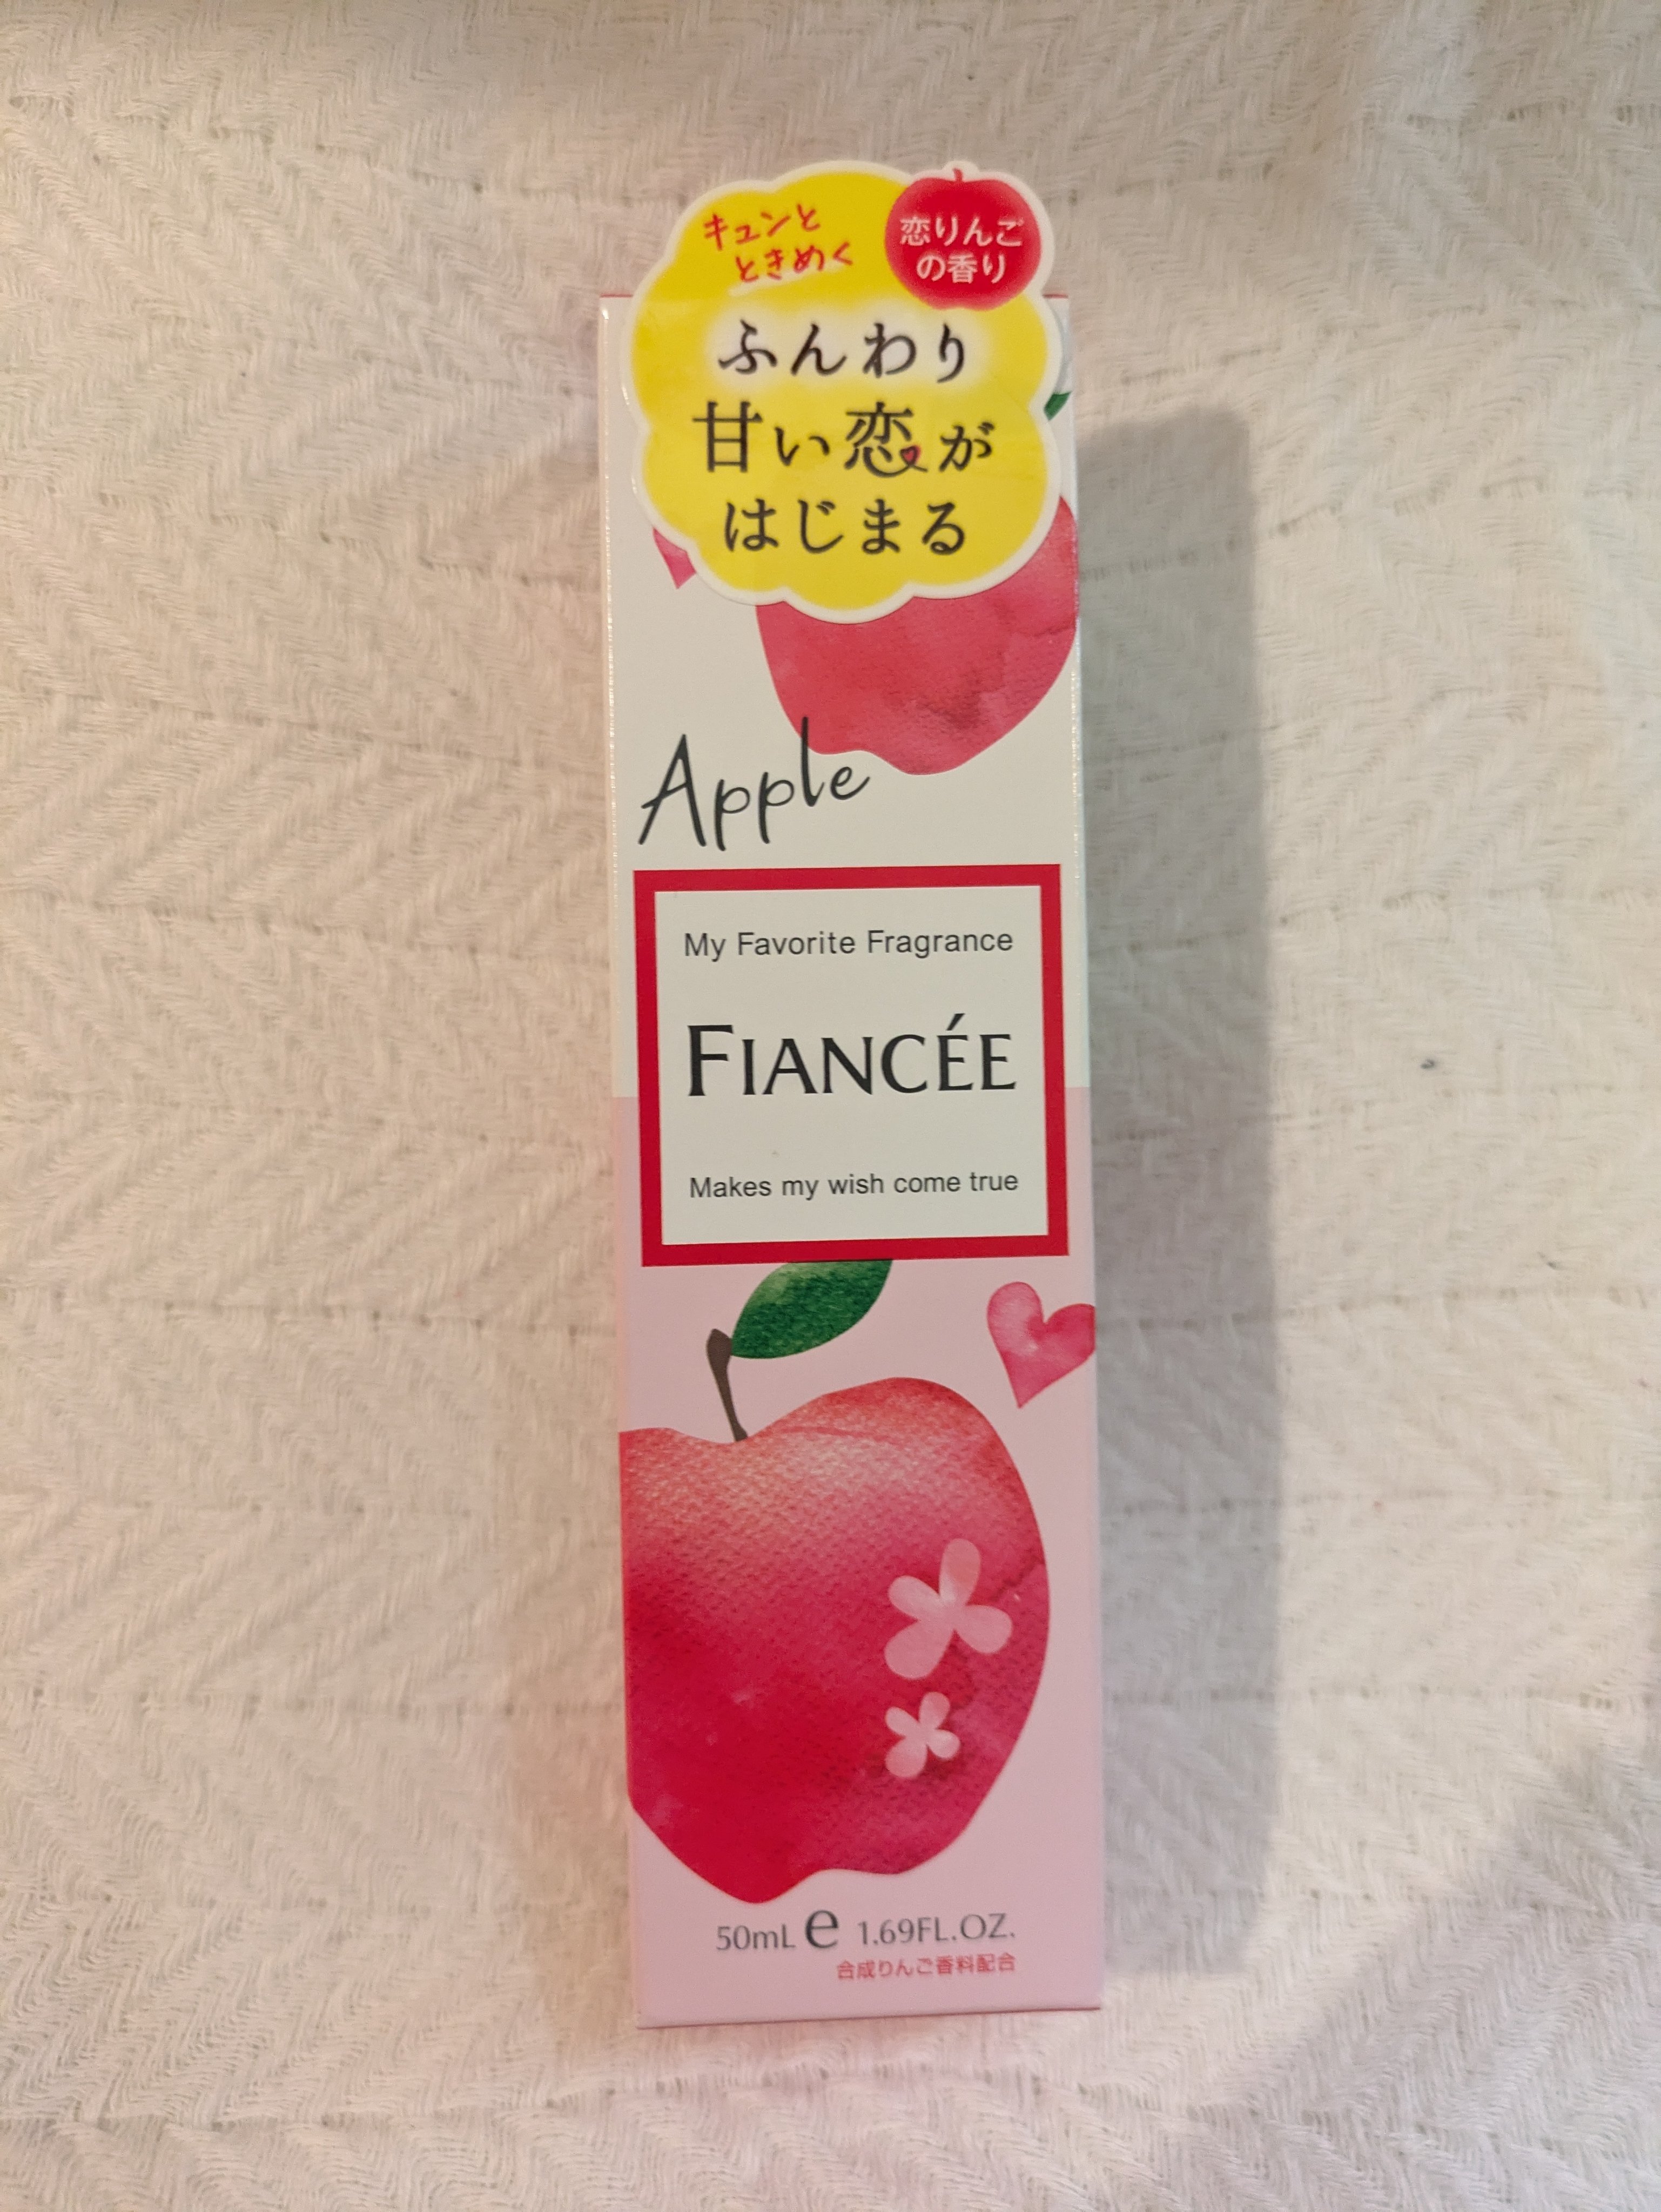 キュンと
ときめく
恋りんご
の香り
ふんわり
甘い恋が
はじまる
Apple
My Favorite Fragrance
FIANCÉE
Makes my wish come true
50mL e 1.69FL.OZ.
合成りんご香料配合